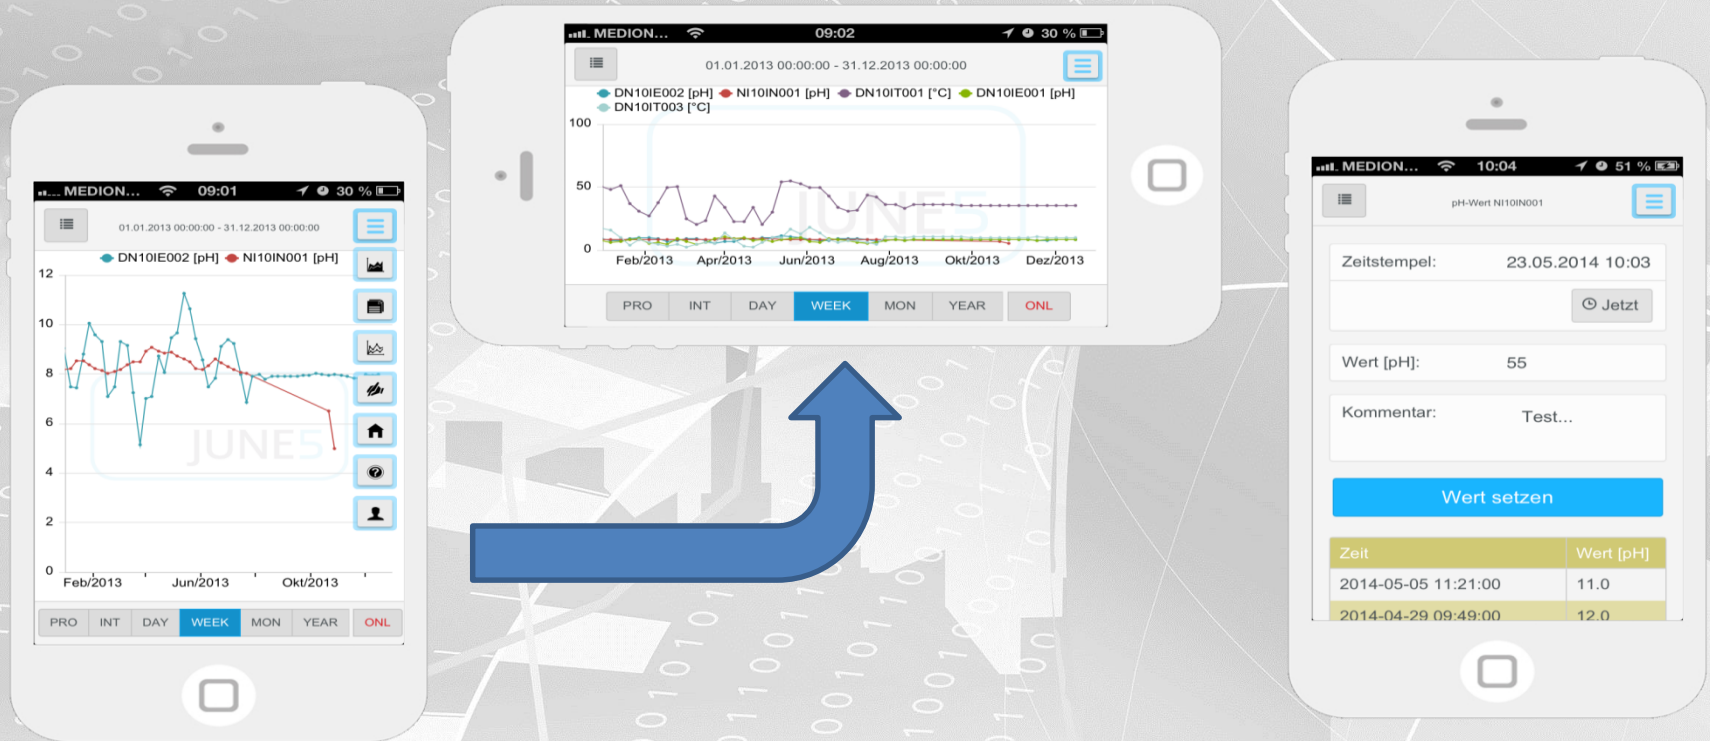 MEDION... 09:01 30 %
01.01.2013 00:00:00 - 31.12.2013 00:00:00
DN10IE002 [pH] NI10IN001 [pH]
12
10
8
6
4
2
0
JUNE5
Feb/2013 Jun/2013 Okt/2013
PRO INT DAY WEEK MON YEAR ONL
MEDION... 09:02 30 %
01.01.2013 00:00:00 - 31.12.2013 00:00:00
DN10IE002 [pH] NI10IN001 [pH] DN10IT001 [°C] DN10IE001 [pH]
DN10IT003 [°C]
100
50
0
JUNE5
Feb/2013 Apr/2013 Jun/2013 Aug/2013 Okt/2013 Dez/2013
PRO INT DAY WEEK MON YEAR ONL
MEDION... 10:04 51 %
pH-Wert NI10IN001
Zeitstempel: 23.05.2014 10:03
Jetzt
Wert [pH]: 55
Kommentar: Test...
Wert setzen
Zeit Wert [pH]
2014-05-05 11:21:00 11.0
2014-04-29 09:49:00 12.0